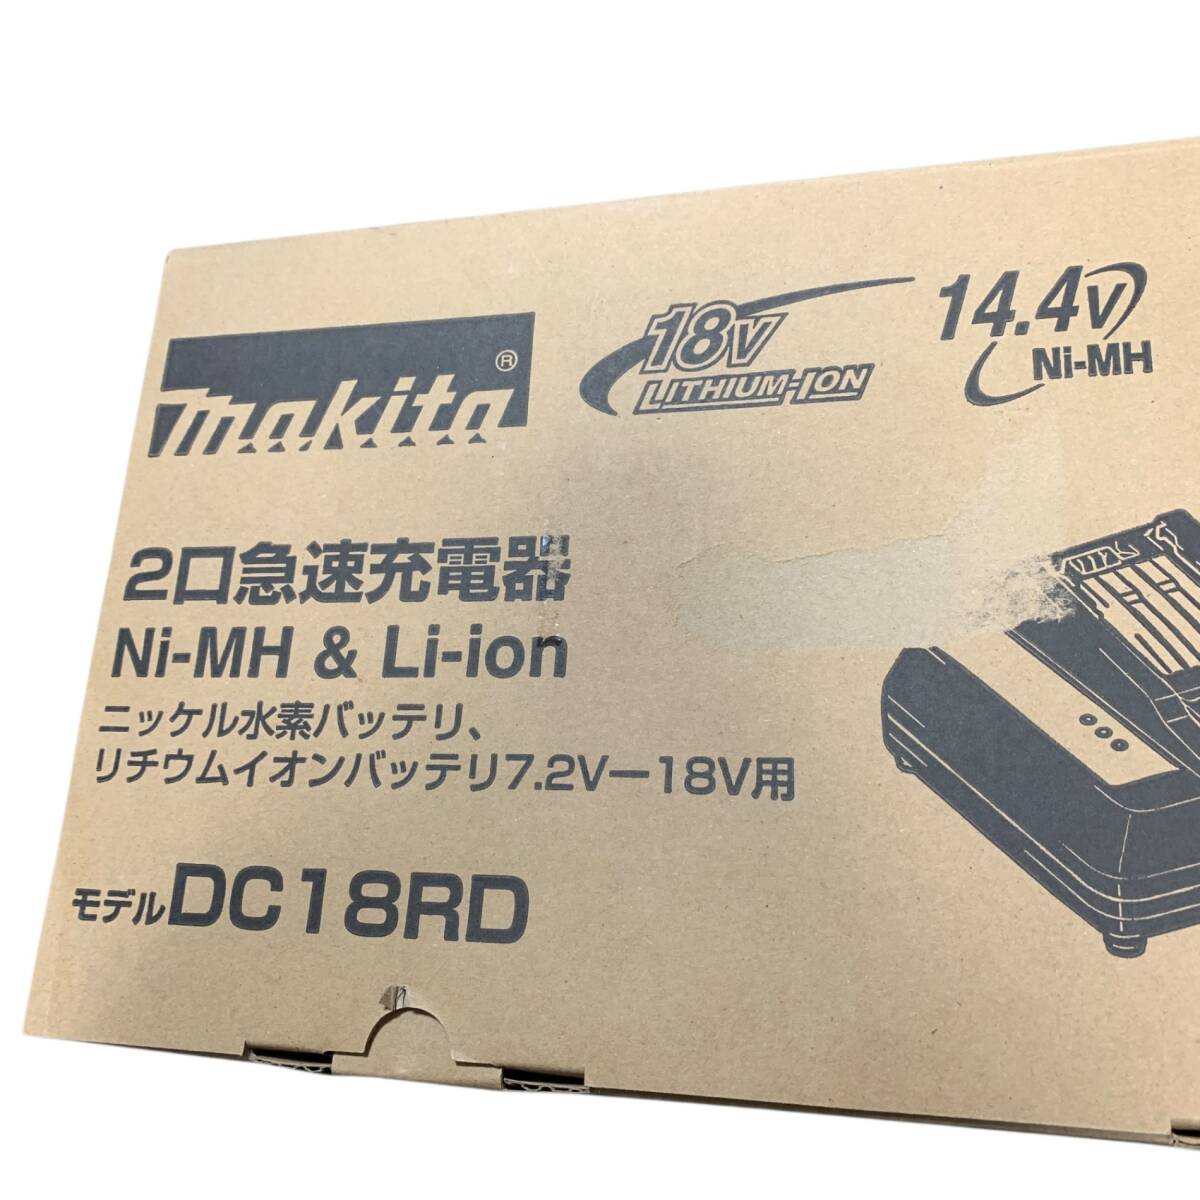 makita®
18V
LITHIUM-ION
14.4V
Ni-MH
2口急速充電器
Ni-MH & Li-ion
ニッケル水素バッテリ、
リチウムイオンバッテリ7.2V－18V用
モデルDC18RD